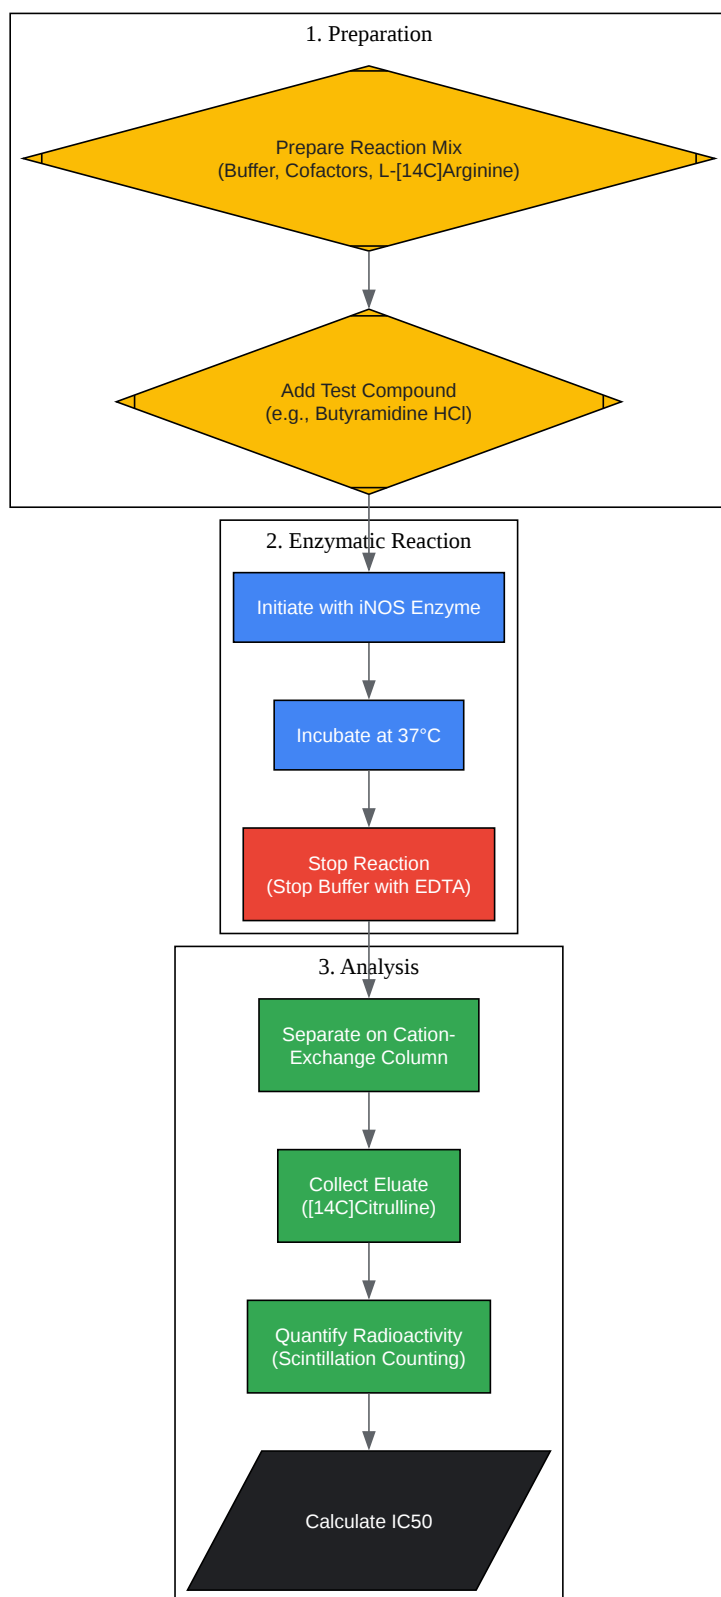 1. Preparation
Prepare Reaction Mix
(Buffer, Cofactors, L-[14C]Arginine)
Add Test Compound
(e.g., Butyramidine HCl)
2. Enzymatic Reaction
Initiate with iNOS Enzyme
Incubate at 37°C
Stop Reaction
(Stop Buffer with EDTA)
3. Analysis
Separate on Cation-
Exchange Column
Collect Eluate
([14C]Citrulline)
Quantify Radioactivity
(Scintillation Counting)
Calculate IC50